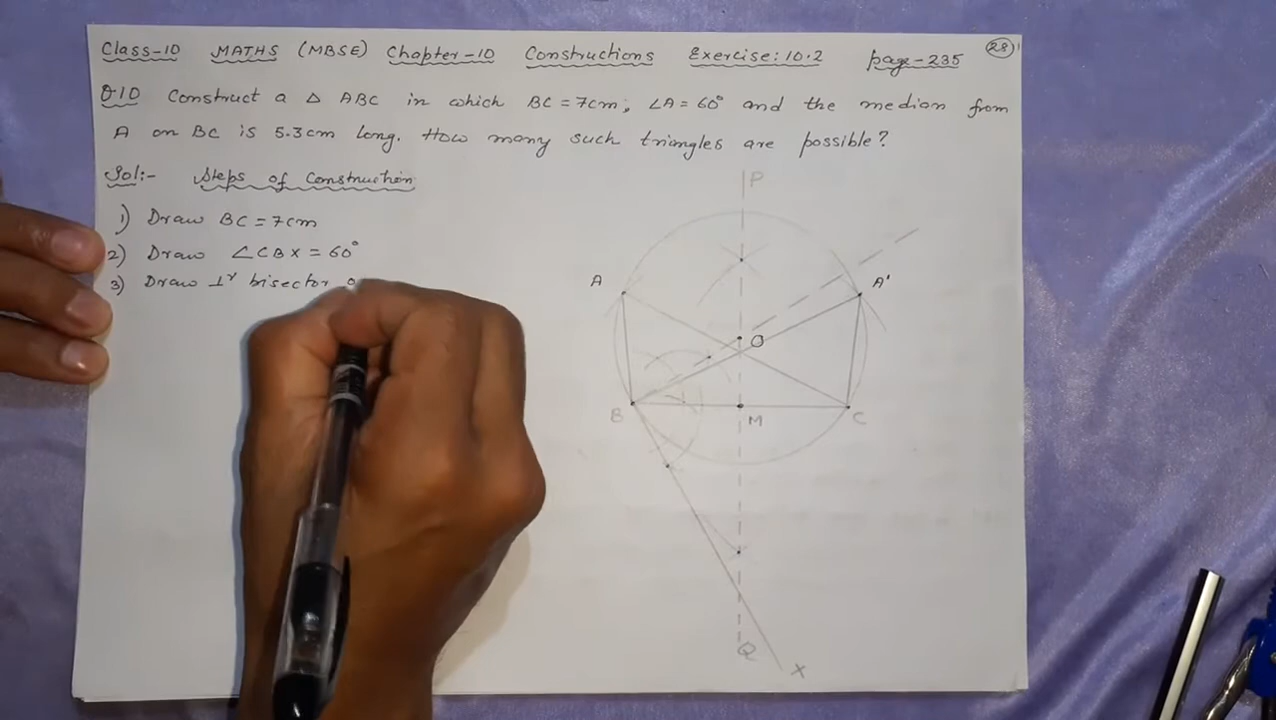 Class-10 MATHS (MBSE) Chapter-10 Constructions Exercise: 10.2 page-235
28
Q.10 Construct a Δ ABC in which BC = 7cm, ∠A = 60° and the median from
A on BC is 5.3cm long. How many such triangles are possible?
Sol:- Steps of Construction
1) Draw BC = 7cm
2) Draw ∠CBX = 60°
3) Draw ⊥r bisector
P
A
A'
O
B
M
C
Q
X